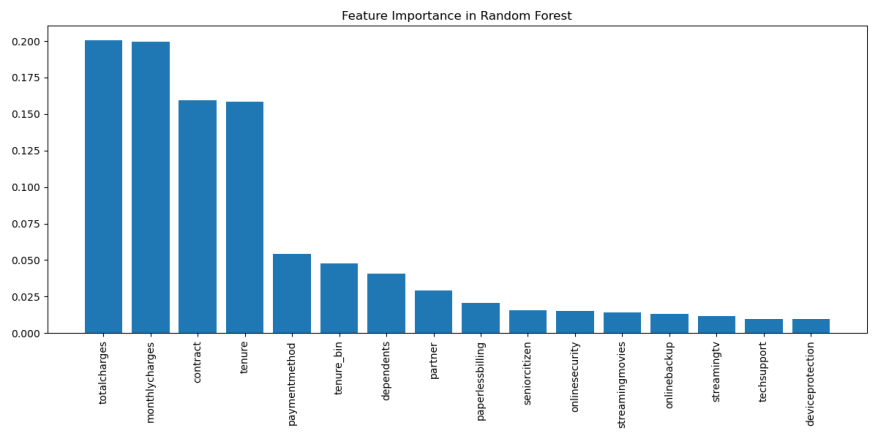 Feature Importance in Random Forest
0.200
0.175
0.150
0.125
0.100
0.075
0.050
0.025
0.000
totalcharges
monthlycharges
contract
tenure
paymentmethod
tenure_bin
dependents
partner
paperlessbilling
seniorcitizen
onlinesecurity
streamingmovies
onlinebackup
streamingtv
techsupport
deviceprotection